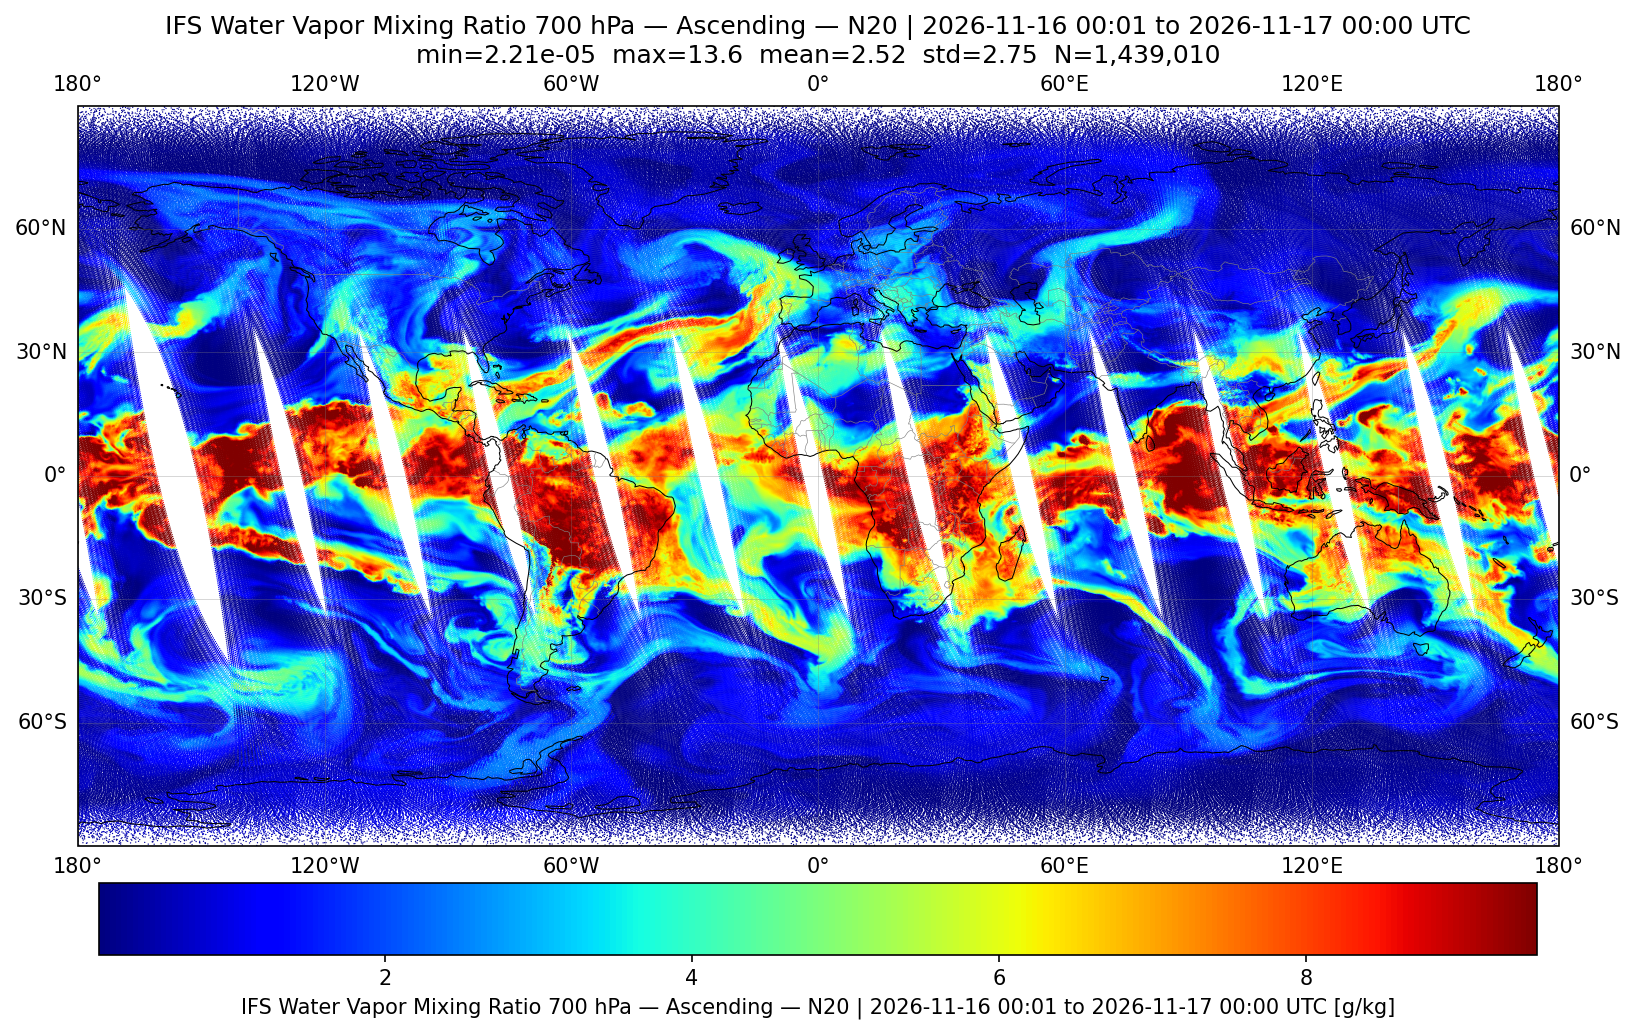 IFS Water Vapor Mixing Ratio 700 hPa — Ascending — N20 | 2026-11-16 00:01 to 2026-11-17 00:00 UTC
min=2.21e-05 max=13.6 mean=2.52 std=2.75 N=1,439,010
180° 120°W 60°W 0° 60°E 120°E 180°
60°N 60°N
30°N 30°N
0° 0°
30°S 30°S
60°S 60°S
180° 120°W 60°W 0° 60°E 120°E 180°
2 4 6 8
IFS Water Vapor Mixing Ratio 700 hPa — Ascending — N20 | 2026-11-16 00:01 to 2026-11-17 00:00 UTC [g/kg]